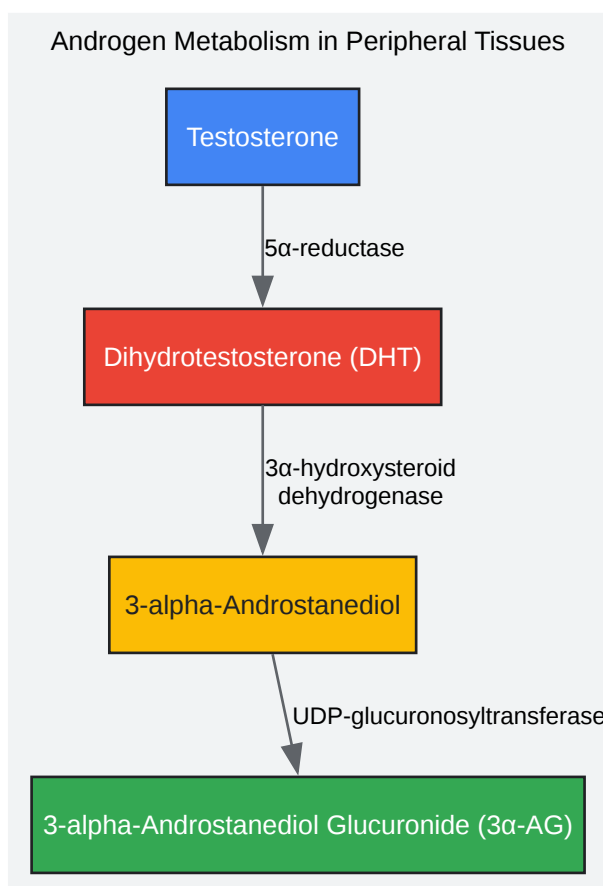 Androgen Metabolism in Peripheral Tissues
Testosterone
5α-reductase
Dihydrotestosterone (DHT)
3α-hydroxysteroid
dehydrogenase
3-alpha-Androstanediol
UDP-glucuronosyltransferase
3-alpha-Androstanediol Glucuronide (3α-AG)